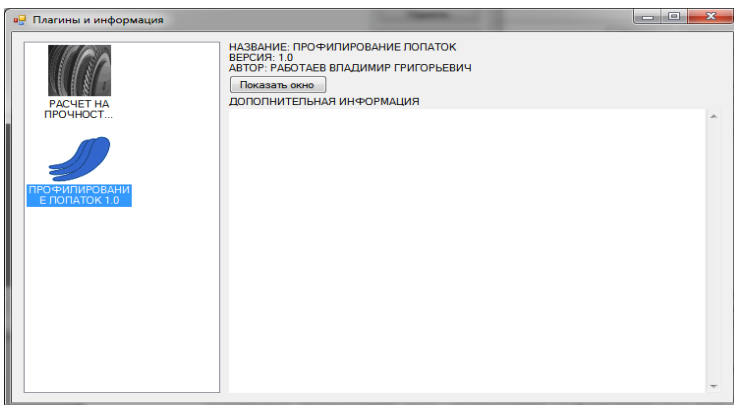 Плагины и информация
РАСЧЕТ НА
ПРОЧНОСТ...
ПРОФИЛИРОВАНИ
Е ЛОПАТОК 1.0
НАЗВАНИЕ: ПРОФИЛИРОВАНИЕ ЛОПАТОК
ВЕРСИЯ: 1.0
АВТОР: РАБОТАЕВ ВЛАДИМИР ГРИГОРЬЕВИЧ
Показать окно
ДОПОЛНИТЕЛЬНАЯ ИНФОРМАЦИЯ